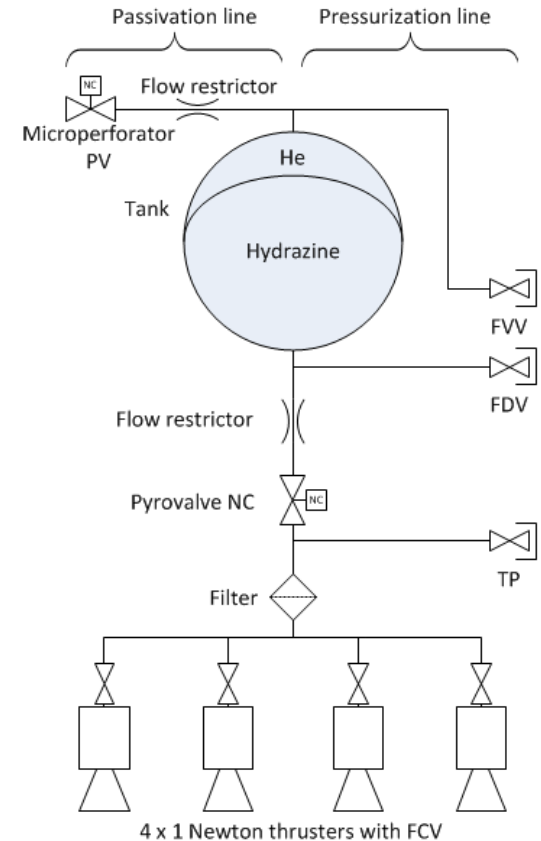 Passivation line
Pressurization line
NC
Flow restrictor
Microperforator
PV
He
Tank
Hydrazine
FVV
FDV
Flow restrictor
Pyrovalve NC
NC
TP
Filter
4 x 1 Newton thrusters with FCV